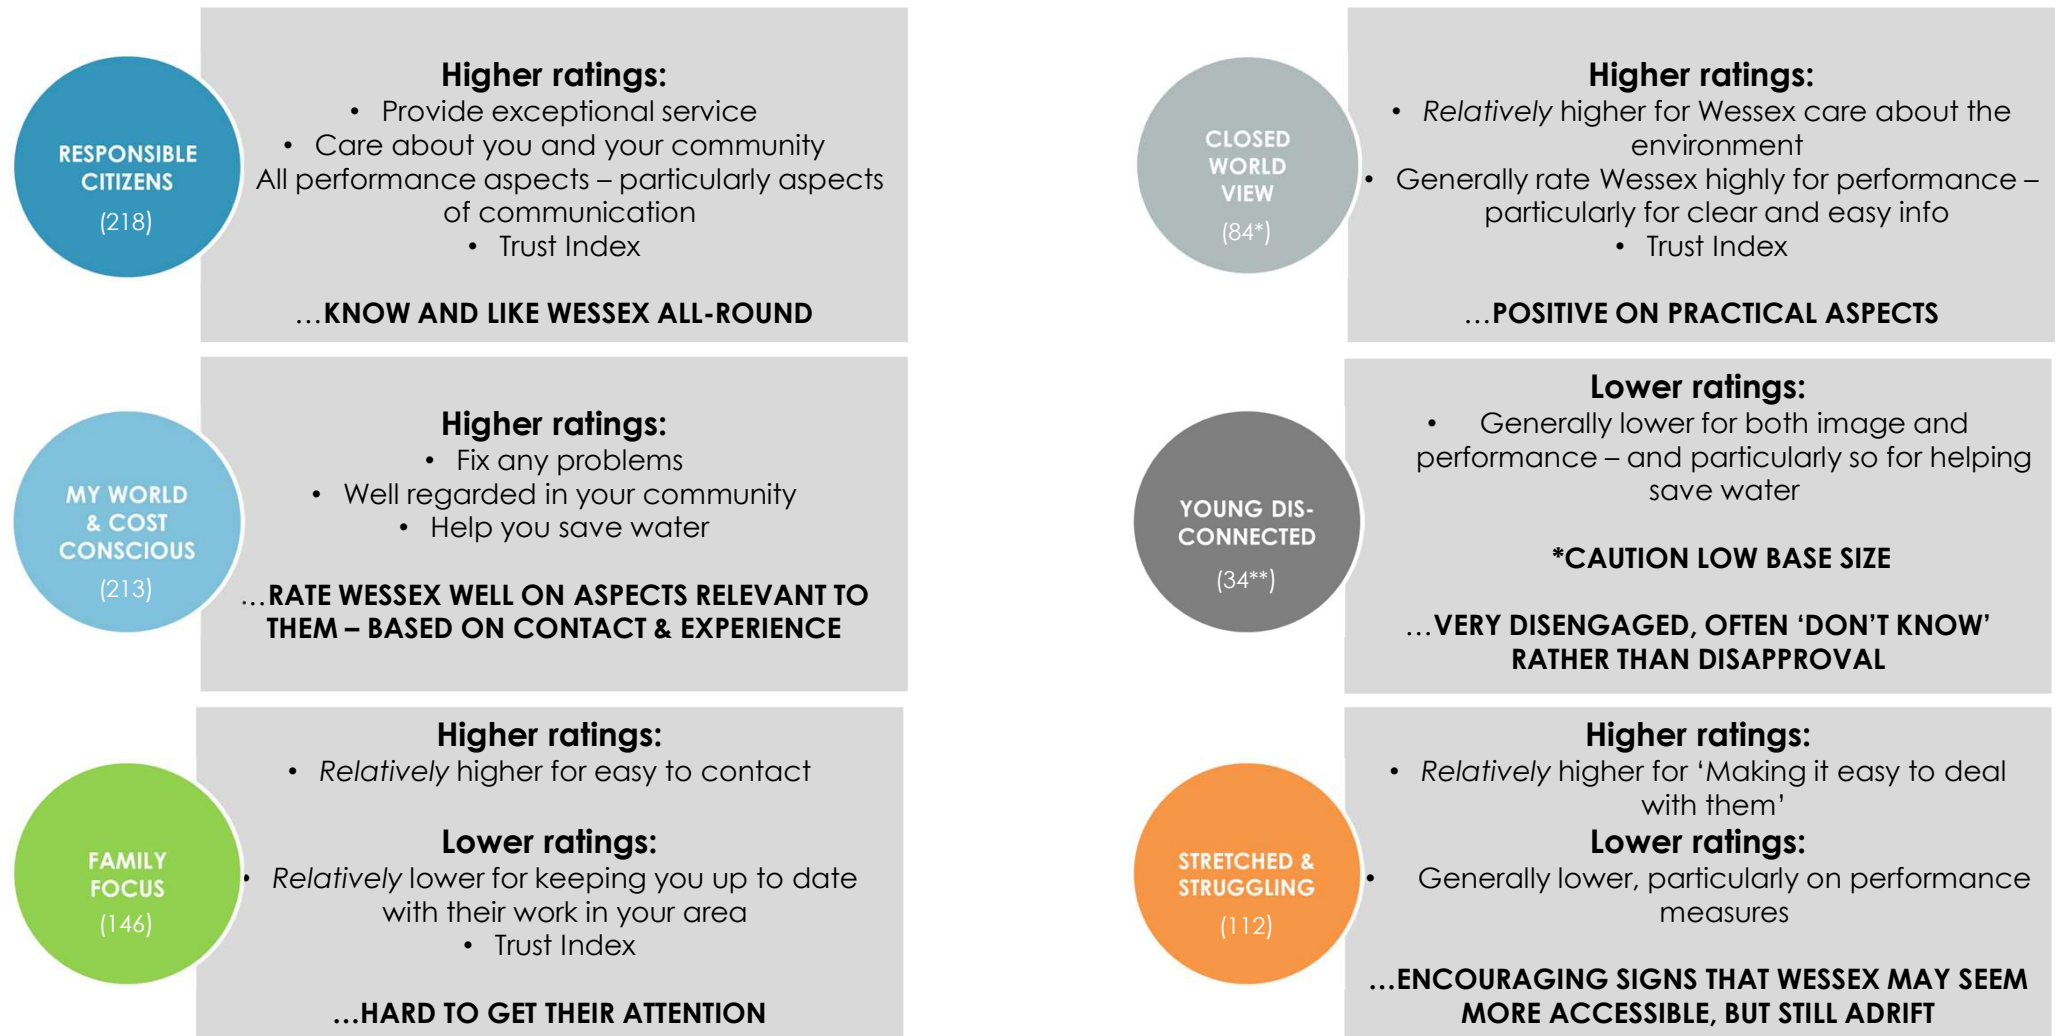 RESPONSIBLE
CITIZENS
(218)
Higher ratings:
• Provide exceptional service
• Care about you and your community
All performance aspects – particularly aspects
of communication
• Trust Index
…KNOW AND LIKE WESSEX ALL-ROUND
MY WORLD
& COST
CONSCIOUS
(213)
Higher ratings:
• Fix any problems
• Well regarded in your community
• Help you save water
…RATE WESSEX WELL ON ASPECTS RELEVANT TO
THEM – BASED ON CONTACT & EXPERIENCE
FAMILY
FOCUS
(146)
Higher ratings:
• Relatively higher for easy to contact
Lower ratings:
• Relatively lower for keeping you up to date
with their work in your area
• Trust Index
…HARD TO GET THEIR ATTENTION
CLOSED
WORLD
VIEW
(84*)
Higher ratings:
• Relatively higher for Wessex care about the
environment
• Generally rate Wessex highly for performance –
particularly for clear and easy info
• Trust Index
…POSITIVE ON PRACTICAL ASPECTS
YOUNG DIS-
CONNECTED
(34**)
Lower ratings:
• Generally lower for both image and
performance – and particularly so for helping
save water
*CAUTION LOW BASE SIZE
…VERY DISENGAGED, OFTEN ‘DON’T KNOW’
RATHER THAN DISAPPROVAL
STRETCHED &
STRUGGLING
(112)
Higher ratings:
• Relatively higher for ‘Making it easy to deal
with them’
Lower ratings:
• Generally lower, particularly on performance
measures
…ENCOURAGING SIGNS THAT WESSEX MAY SEEM
MORE ACCESSIBLE, BUT STILL ADRIFT